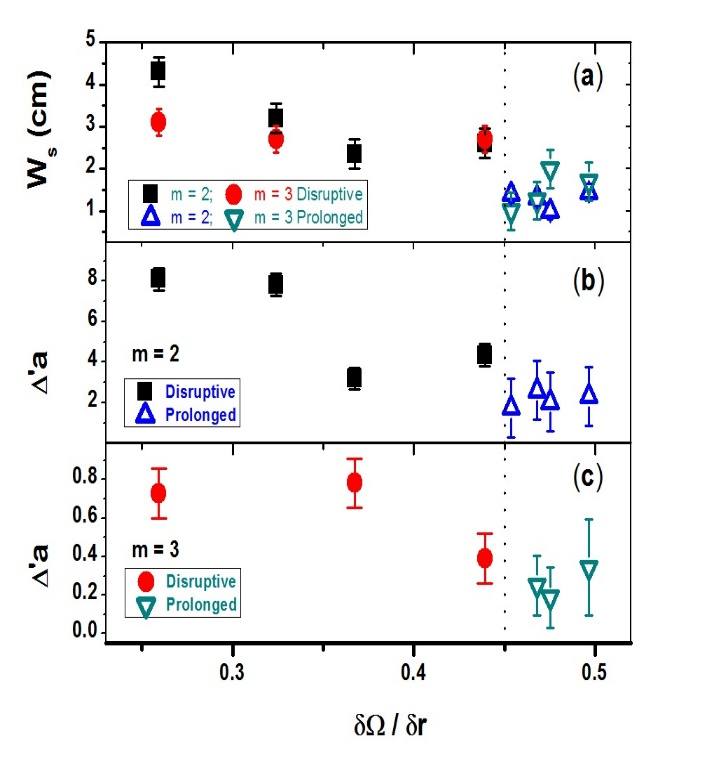 5
4
3
2
1
W_s (cm)
(a)
m = 2; m = 3 Disruptive
m = 2; m = 3 Prolonged
8
6
4
2
Δ'a
(b)
m = 2
Disruptive
Prolonged
0.8
0.6
0.4
0.2
0.0
Δ'a
(c)
m = 3
Disruptive
Prolonged
0.3 0.4 0.5
δΩ / δr